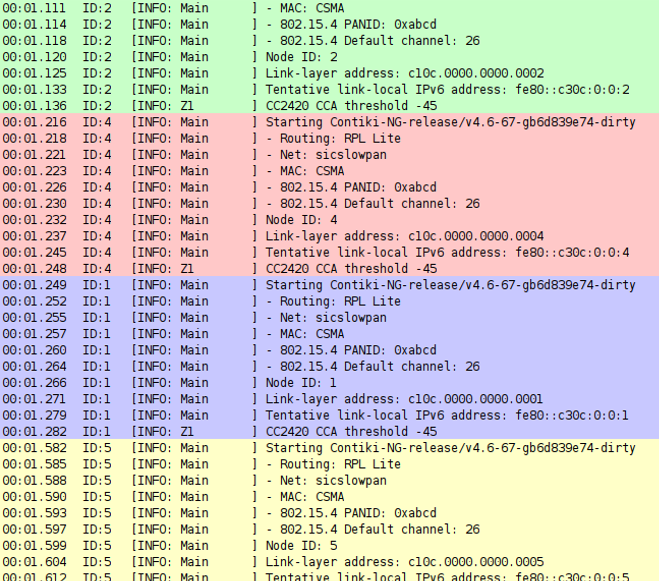 00:01.111 ID:2 [INFO: Main ] - MAC: CSMA
00:01.114 ID:2 [INFO: Main ] - 802.15.4 PANID: 0xabcd
00:01.118 ID:2 [INFO: Main ] - 802.15.4 Default channel: 26
00:01.120 ID:2 [INFO: Main ] Node ID: 2
00:01.125 ID:2 [INFO: Main ] Link-layer address: c10c.0000.0000.0002
00:01.133 ID:2 [INFO: Main ] Tentative link-local IPv6 address: fe80::c30c:0:0:2
00:01.136 ID:2 [INFO: Z1 ] CC2420 CCA threshold -45
00:01.216 ID:4 [INFO: Main ] Starting Contiki-NG-release/v4.6-67-gb6d839e74-dirty
00:01.218 ID:4 [INFO: Main ] - Routing: RPL Lite
00:01.221 ID:4 [INFO: Main ] - Net: sicslowpan
00:01.223 ID:4 [INFO: Main ] - MAC: CSMA
00:01.226 ID:4 [INFO: Main ] - 802.15.4 PANID: 0xabcd
00:01.230 ID:4 [INFO: Main ] - 802.15.4 Default channel: 26
00:01.232 ID:4 [INFO: Main ] Node ID: 4
00:01.237 ID:4 [INFO: Main ] Link-layer address: c10c.0000.0000.0004
00:01.245 ID:4 [INFO: Main ] Tentative link-local IPv6 address: fe80::c30c:0:0:4
00:01.248 ID:4 [INFO: Z1 ] CC2420 CCA threshold -45
00:01.249 ID:1 [INFO: Main ] Starting Contiki-NG-release/v4.6-67-gb6d839e74-dirty
00:01.252 ID:1 [INFO: Main ] - Routing: RPL Lite
00:01.255 ID:1 [INFO: Main ] - Net: sicslowpan
00:01.257 ID:1 [INFO: Main ] - MAC: CSMA
00:01.260 ID:1 [INFO: Main ] - 802.15.4 PANID: 0xabcd
00:01.264 ID:1 [INFO: Main ] - 802.15.4 Default channel: 26
00:01.266 ID:1 [INFO: Main ] Node ID: 1
00:01.271 ID:1 [INFO: Main ] Link-layer address: c10c.0000.0000.0001
00:01.279 ID:1 [INFO: Main ] Tentative link-local IPv6 address: fe80::c30c:0:0:1
00:01.282 ID:1 [INFO: Z1 ] CC2420 CCA threshold -45
00:01.582 ID:5 [INFO: Main ] Starting Contiki-NG-release/v4.6-67-gb6d839e74-dirty
00:01.585 ID:5 [INFO: Main ] - Routing: RPL Lite
00:01.588 ID:5 [INFO: Main ] - Net: sicslowpan
00:01.590 ID:5 [INFO: Main ] - MAC: CSMA
00:01.593 ID:5 [INFO: Main ] - 802.15.4 PANID: 0xabcd
00:01.597 ID:5 [INFO: Main ] - 802.15.4 Default channel: 26
00:01.599 ID:5 [INFO: Main ] Node ID: 5
00:01.604 ID:5 [INFO: Main ] Link-layer address: c10c.0000.0000.0005
00:01.612 ID:5 [INFO: Main ] Tentative link-local IPv6 address: fe80::c30c:0:0:5